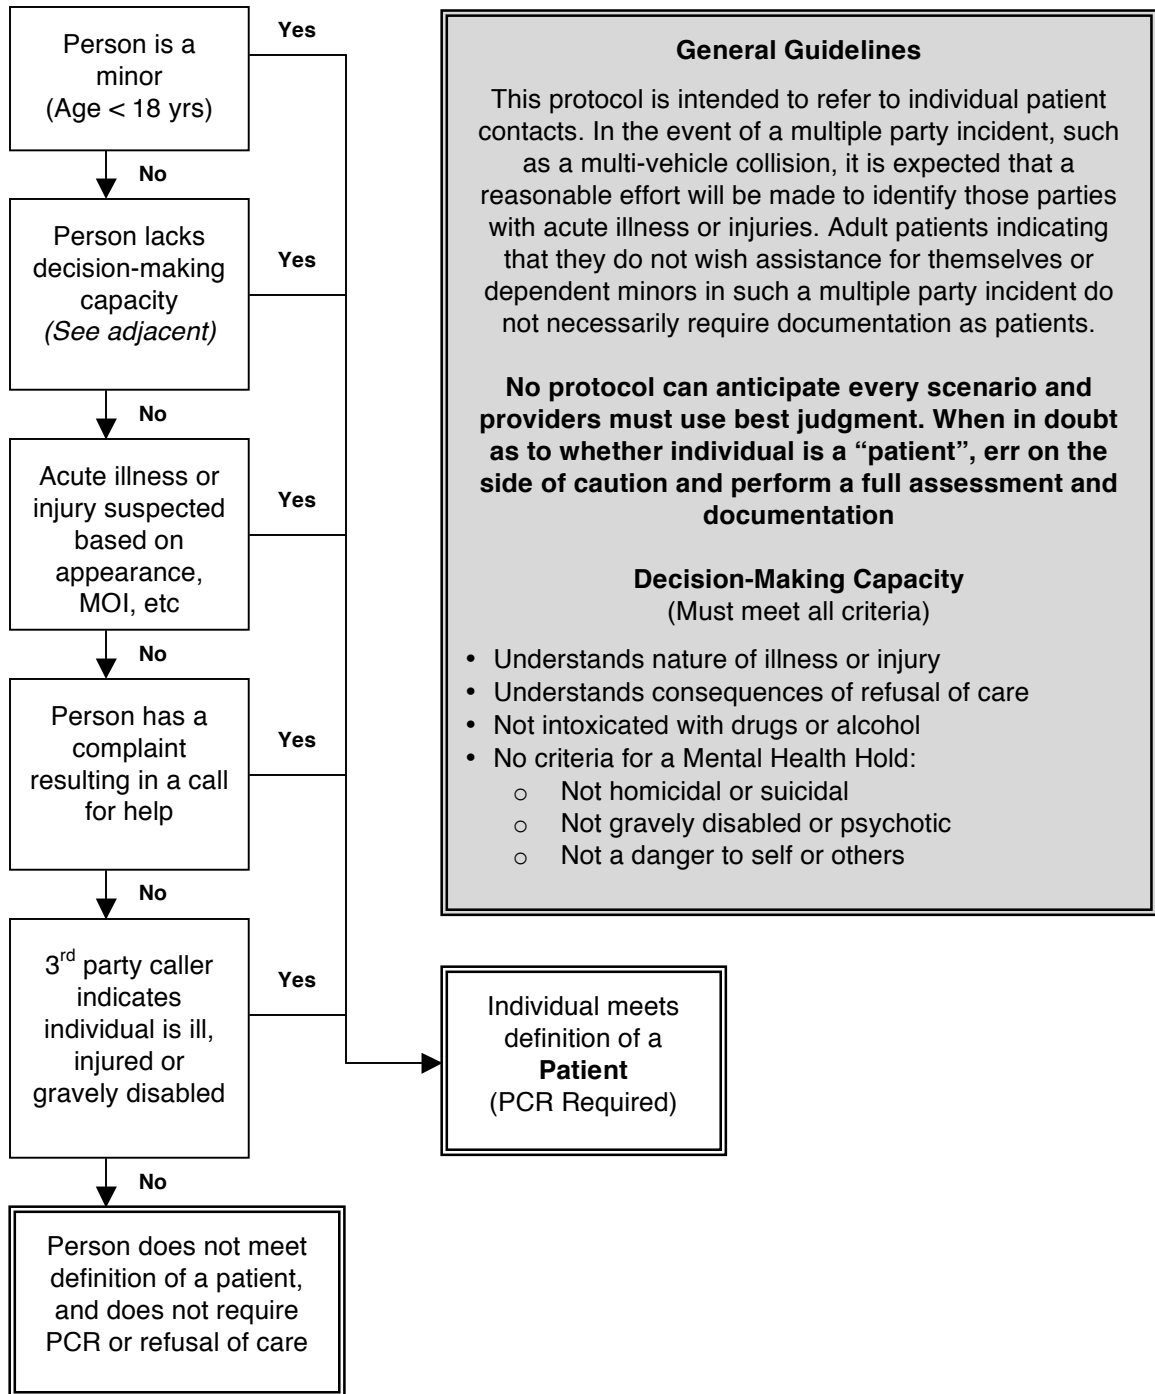 Person is a
minor
(Age < 18 yrs)
Yes
No
Person lacks
decision-making
capacity
(See adjacent)
Yes
No
Acute illness or
injury suspected
based on
appearance,
MOI, etc
Yes
No
Person has a
complaint
resulting in a call
for help
Yes
No
3rd party caller
indicates
individual is ill,
injured or
gravely disabled
Yes
No
Person does not meet
definition of a patient,
and does not require
PCR or refusal of care
General Guidelines
This protocol is intended to refer to individual patient
contacts. In the event of a multiple party incident, such
as a multi-vehicle collision, it is expected that a
reasonable effort will be made to identify those parties
with acute illness or injuries. Adult patients indicating
that they do not wish assistance for themselves or
dependent minors in such a multiple party incident do
not necessarily require documentation as patients.
No protocol can anticipate every scenario and
providers must use best judgment. When in doubt
as to whether individual is a “patient”, err on the
side of caution and perform a full assessment and
documentation
Decision-Making Capacity
(Must meet all criteria)
• Understands nature of illness or injury
• Understands consequences of refusal of care
• Not intoxicated with drugs or alcohol
• No criteria for a Mental Health Hold:
o Not homicidal or suicidal
o Not gravely disabled or psychotic
o Not a danger to self or others
Individual meets
definition of a
Patient
(PCR Required)